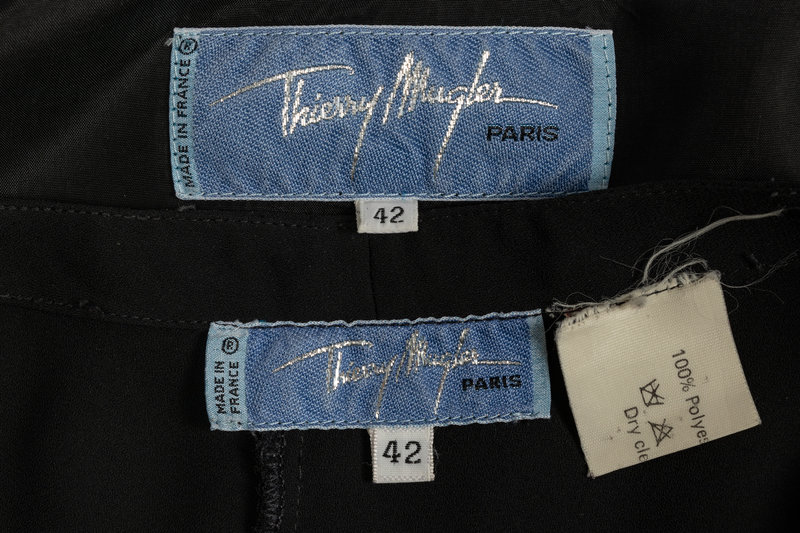 MADE IN FRANCE ®
Thierry Mugler
PARIS
42
MADE IN
FRANCE
®
Thierry Mugler
PARIS
42
100% Polyes
Dry cle